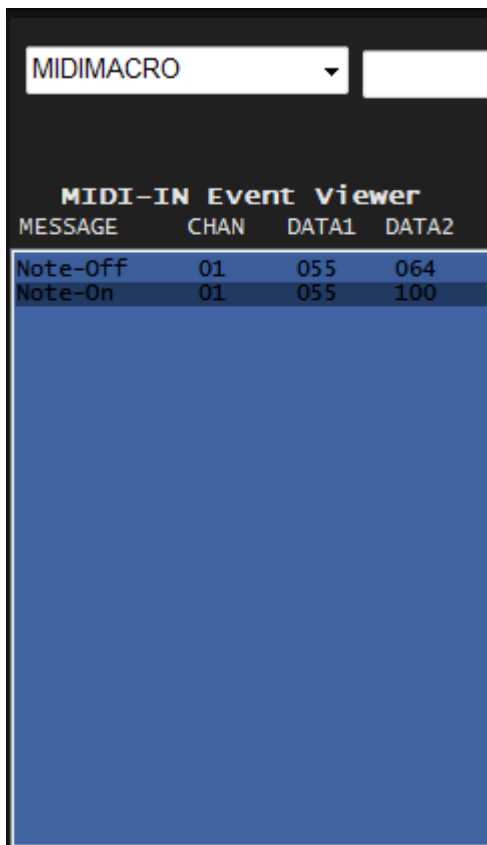 MIDIMACRO
MIDI-IN Event Viewer
MESSAGE CHAN DATA1 DATA2
Note-Off 01 055 064
Note-On 01 055 100